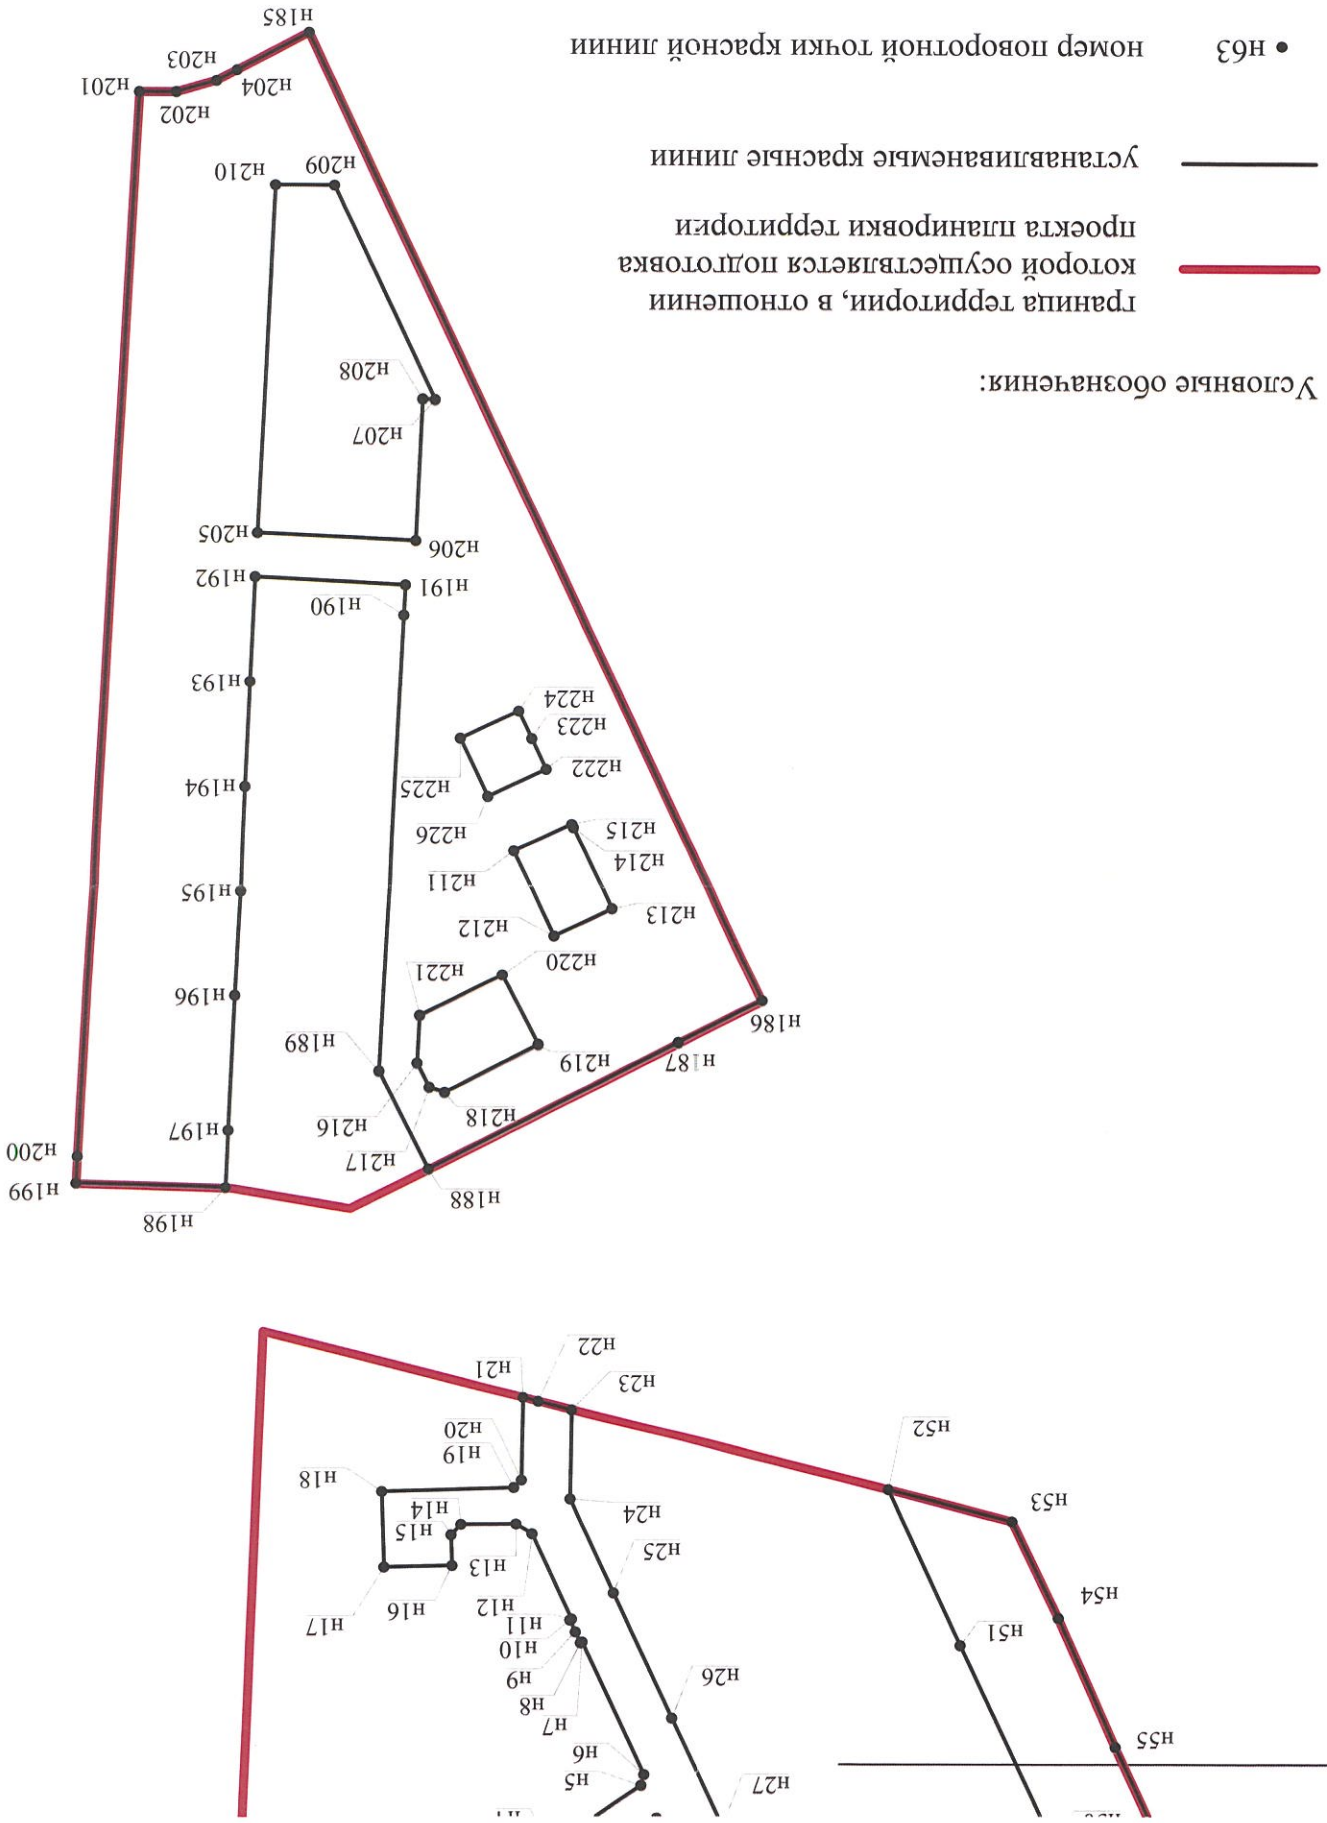 н27
н5
н6
н55
н7
н8
н9
н26
н10
н11
н51
н54
н17
н16
н12
н25
н13
н15
н14
н24
н53
н18
н19
н20
н52
н23
н21
н22
н198
н188
н199
н200
н217
н197
н216
н218
н189
н219
н187
н186
н196
н221
н220
н195
н212
н213
н211
н214
н215
н226
н194
н225
н222
н223
н224
н193
н190
н191
н192
н206
н205
н207
н208
н209
н210
н201
н202
н204
н203
н185
Условные обозначения:
граница территории, в отношении
которой осуществляется подготовка
проекта планировки территории
устанавливаемые красные линии
н63
номер поворотной точки красной линии